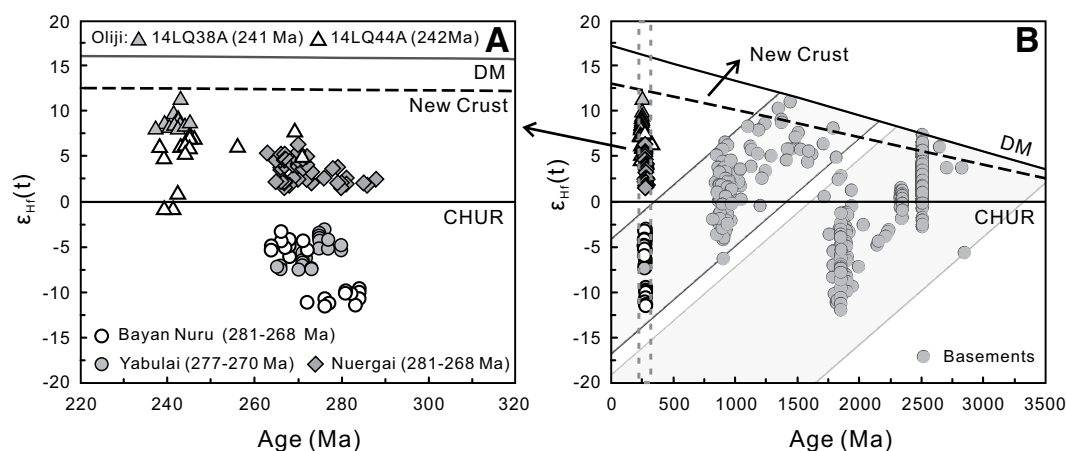 Oliji: 14LQ38A (241 Ma) 14LQ44A (242Ma) A
DM
New Crust
CHUR
Bayan Nuru (281-268 Ma)
Yabulai (277-270 Ma) Nuergai (281-268 Ma)
20
15
10
5
0
-5
-10
-15
-20
εHf(t)
220 240 260 280 300 320
Age (Ma)
B
New Crust
DM
CHUR
Basements
20
15
10
5
0
-5
-10
-15
-20
εHf(t)
0 500 1000 1500 2000 2500 3000 3500
Age (Ma)